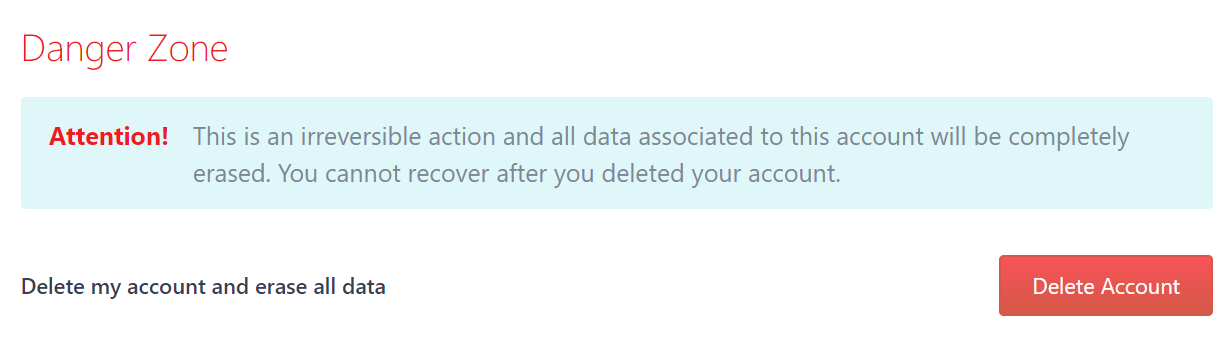 Danger Zone
Attention! This is an irreversible action and all data associated to this account will be completely
erased. You cannot recover after you deleted your account.
Delete my account and erase all data
Delete Account